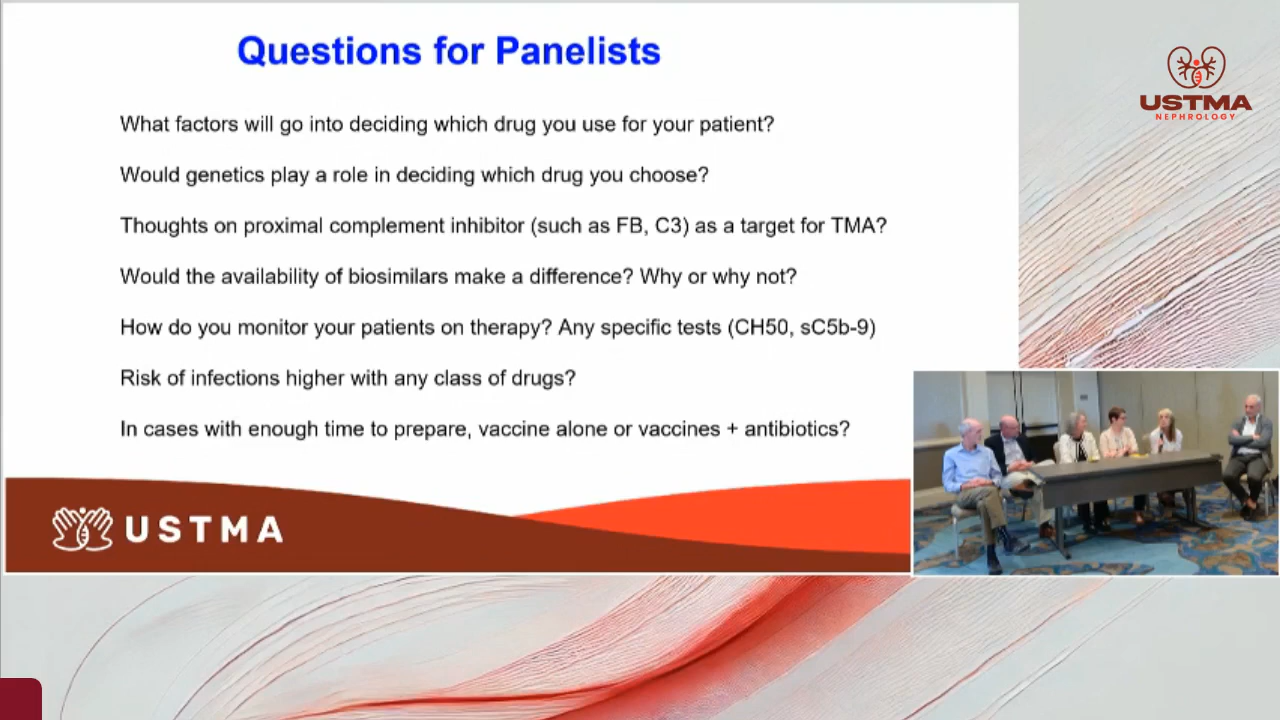 Questions for Panelists
What factors will go into deciding which drug you use for your patient?
Would genetics play a role in deciding which drug you choose?
Thoughts on proximal complement inhibitor (such as FB, C3) as a target for TMA?
Would the availability of biosimilars make a difference? Why or why not?
How do you monitor your patients on therapy? Any specific tests (CH50, sC5b-9)
Risk of infections higher with any class of drugs?
In cases with enough time to prepare, vaccine alone or vaccines + antibiotics?
USTMA
USTMA
NEPHROLOGY